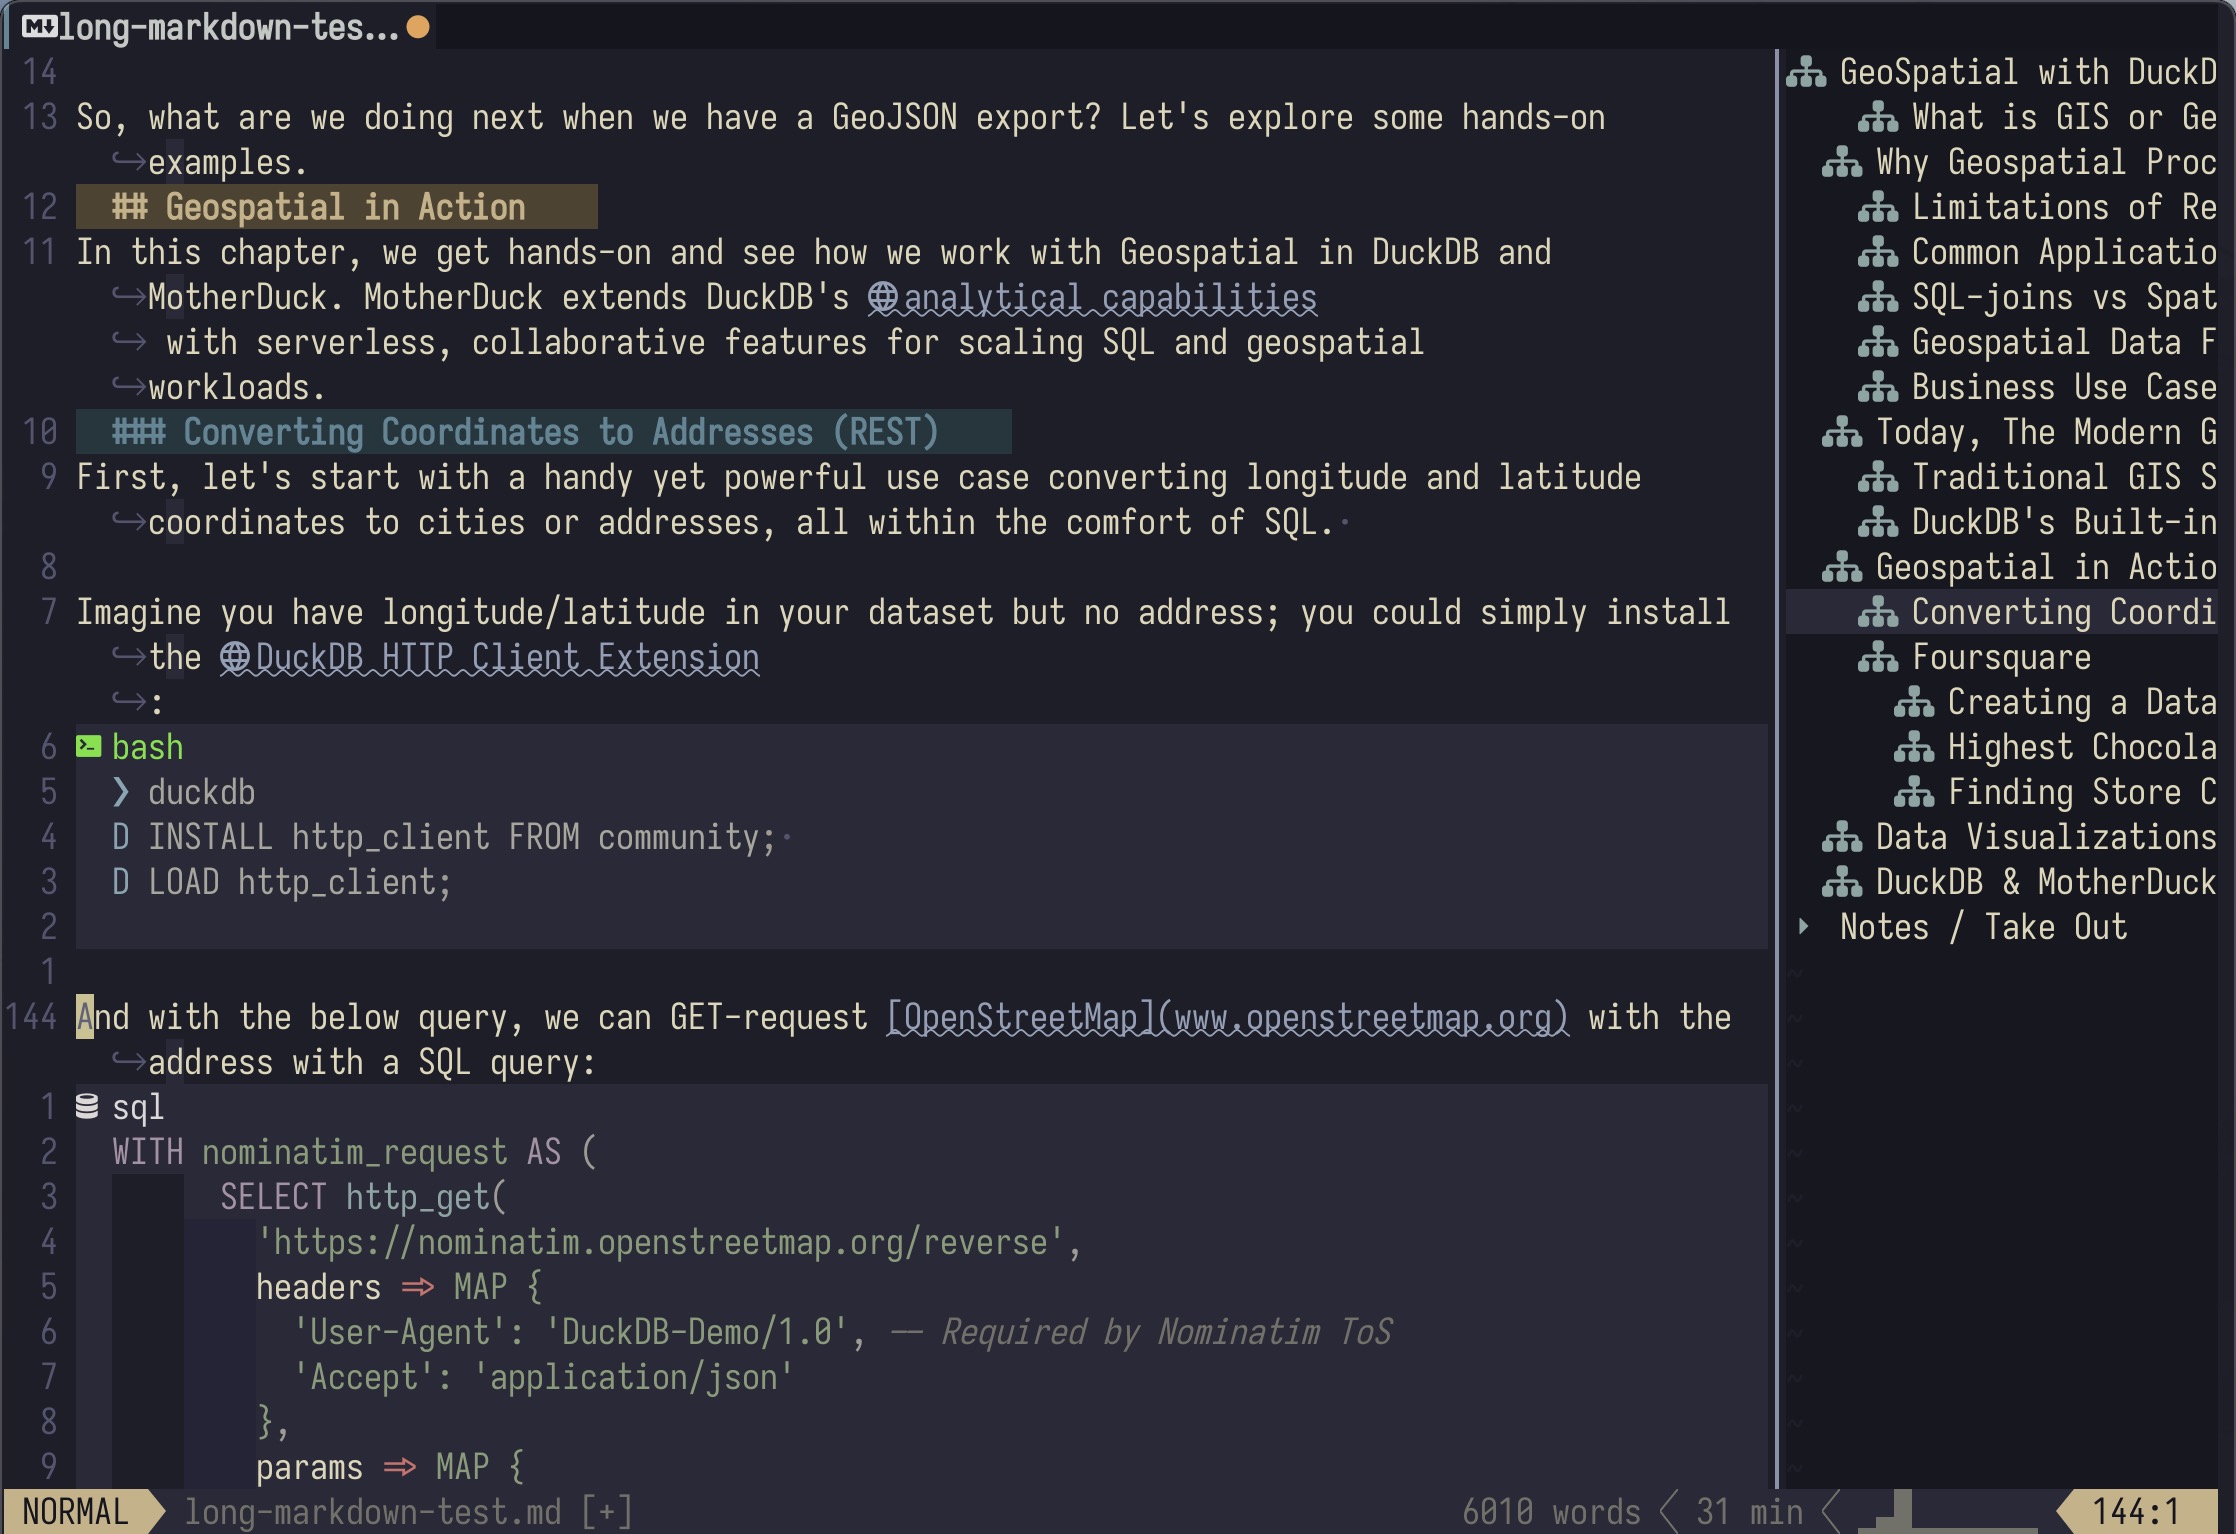 long-markdown-tes...
14
13 So, what are we doing next when we have a GeoJSON export? Let's explore some hands-on
↪examples.
12 ## Geospatial in Action
11 In this chapter, we get hands-on and see how we work with Geospatial in DuckDB and
↪MotherDuck. MotherDuck extends DuckDB's analytical capabilities
↪ with serverless, collaborative features for scaling SQL and geospatial
↪workloads.
10 ### Converting Coordinates to Addresses (REST)
9 First, let's start with a handy yet powerful use case converting longitude and latitude
↪coordinates to cities or addresses, all within the comfort of SQL.·
8
7 Imagine you have longitude/latitude in your dataset but no address; you could simply install
↪the DuckDB HTTP Client Extension
↪:
6 bash
5 ❯ duckdb
4 D INSTALL http_client FROM community;·
3 D LOAD http_client;
2
1
144 And with the below query, we can GET-request [OpenStreetMap](www.openstreetmap.org) with the
↪address with a SQL query:
1 sql
2 WITH nominatim_request AS (
3 SELECT http_get(
4 'https://nominatim.openstreetmap.org/reverse',
5 headers => MAP {
6 'User-Agent': 'DuckDB-Demo/1.0', -- Required by Nominatim ToS
7 'Accept': 'application/json'
8 },
9 params => MAP {
GeoSpatial with DuckD
What is GIS or Ge
Why Geospatial Proc
Limitations of Re
Common Applicatio
SQL-joins vs Spat
Geospatial Data F
Business Use Case
Today, The Modern G
Traditional GIS S
DuckDB's Built-in
Geospatial in Actio
Converting Coordi
Foursquare
Creating a Data
Highest Chocola
Finding Store C
Data Visualizations
DuckDB & MotherDuck
Notes / Take Out
NORMAL long-markdown-test.md [+] 6010 words 31 min 144:1